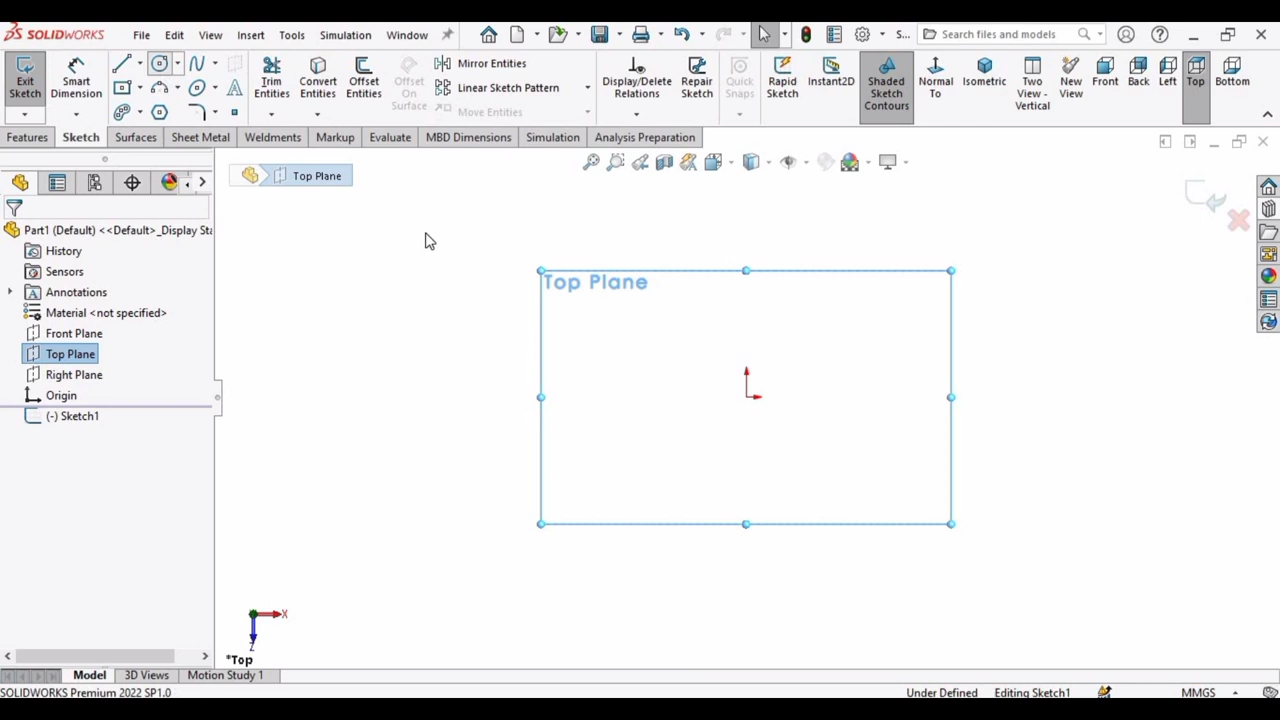 SOLIDWORKS File Edit View Insert Tools Simulation Window S... Search files and models
Exit Sketch
Smart Dimension
Trim Entities
Convert Entities
Offset Entities
Offset On Surface
Mirror Entities
Linear Sketch Pattern
Move Entities
Display/Delete Relations
Repair Sketch
Quick Snaps
Rapid Sketch
Instant2D
Shaded Sketch Contours
Normal To
Isometric
Two View - Vertical
New View
Front
Back
Left
Top
Bottom
Features Sketch Surfaces Sheet Metal Weldments Markup Evaluate MBD Dimensions Simulation Analysis Preparation
Top Plane
Part1 (Default) <<Default>_Display Sta
History
Sensors
Annotations
Material <not specified>
Front Plane
Top Plane
Right Plane
Origin
(-) Sketch1
Top Plane
X
Z
*Top
Model 3D Views Motion Study 1
SOLIDWORKS Premium 2022 SP1.0 Under Defined Editing Sketch1 MMGS